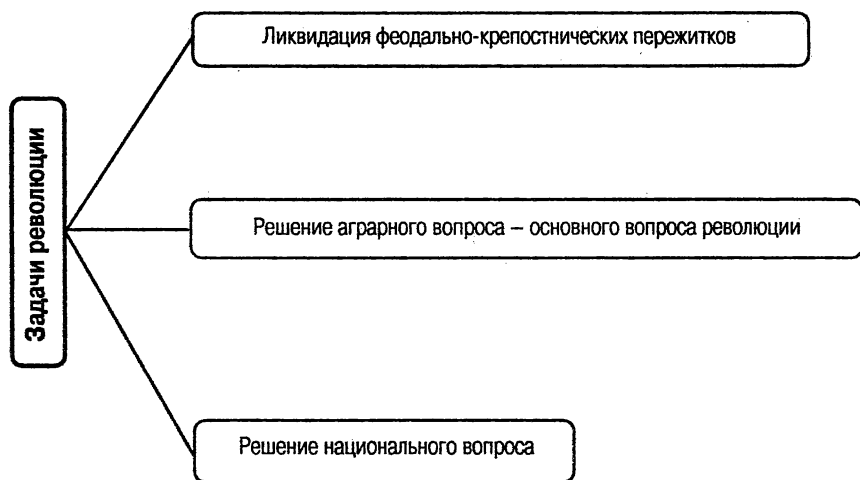 Задачи революции
Ликвидация феодально-крепостнических пережитков
Решение аграрного вопроса – основного вопроса революции
Решение национального вопроса